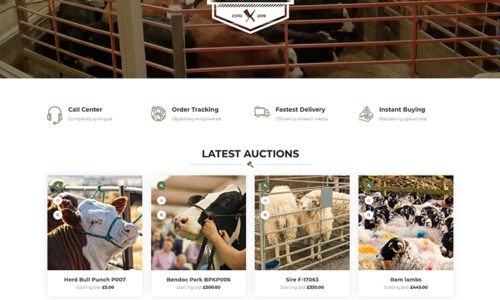 ESTD 2019
Call Center
Completely synergize
Order Tracking
Objectively empowered
Fastest Delivery
Efficiently unleash media
Instant Buying
Podcasting operational
LATEST AUCTIONS
Herd Bull Punch P007
Starting bid: £5.00
Bendoc Park BPKP006
Starting bid: £500.00
Sire F-17063
Starting bid: £330.00
Ram lambs
Starting bid: £445.00